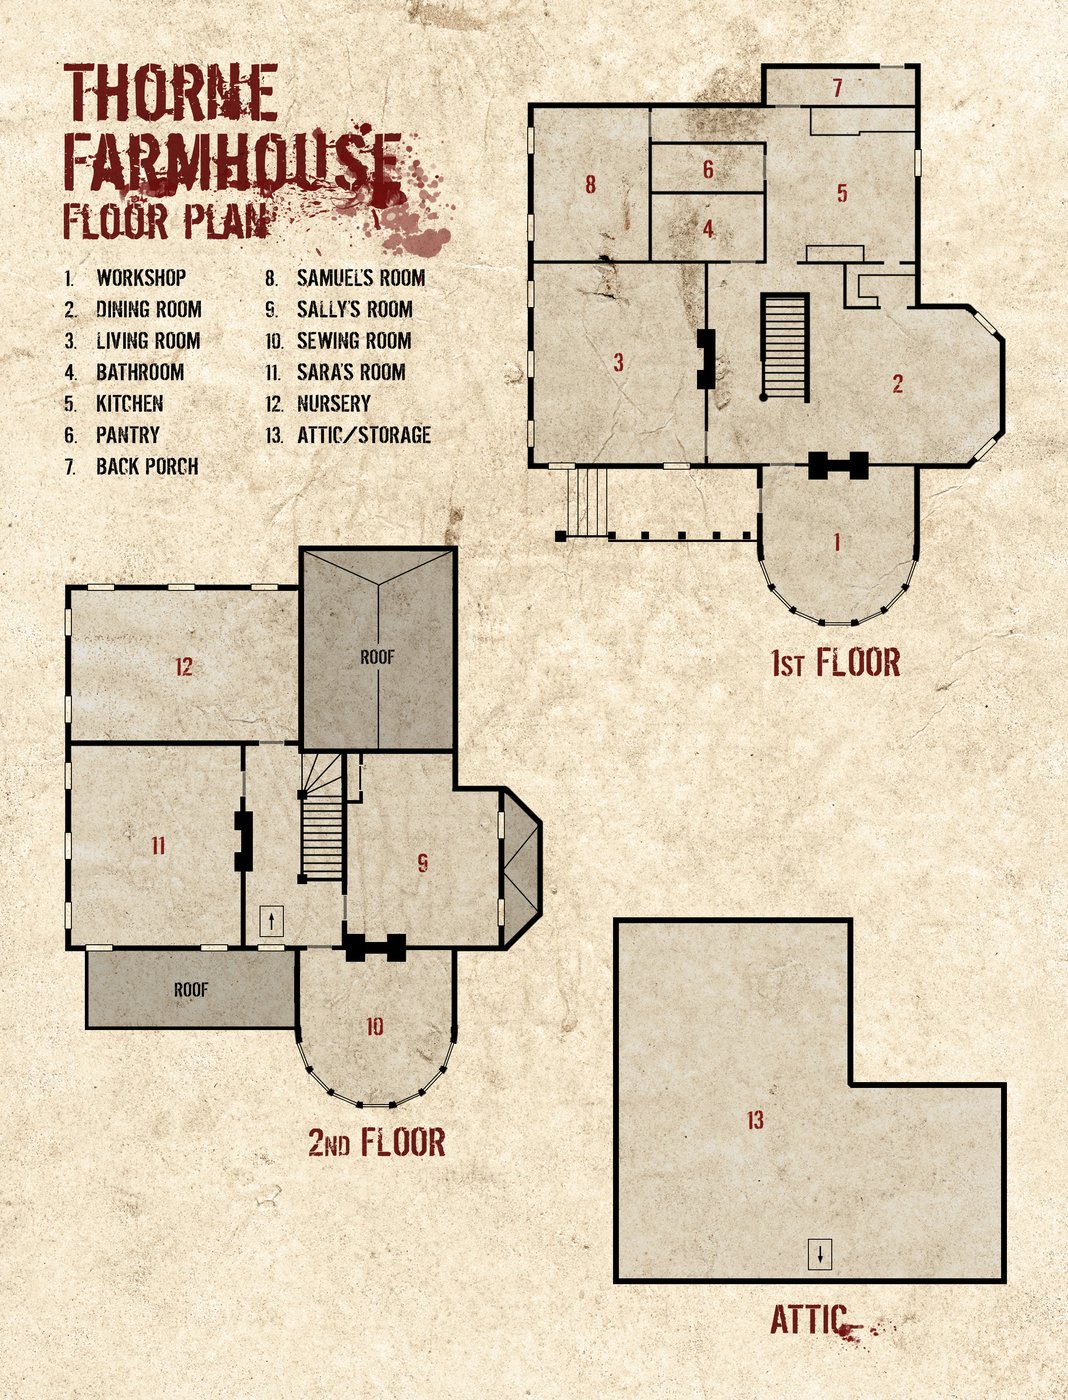 THORNE
FARMHOUSE
FLOOR PLAN
1. WORKSHOP
2. DINING ROOM
3. LIVING ROOM
4. BATHROOM
5. KITCHEN
6. PANTRY
7. BACK PORCH
8. SAMUEL'S ROOM
9. SALLY'S ROOM
10. SEWING ROOM
11. SARA'S ROOM
12. NURSERY
13. ATTIC/STORAGE
7
8
6
5
4
3
2
1
1ST FLOOR
12
ROOF
11
9
ROOF
10
2ND FLOOR
13
ATTIC